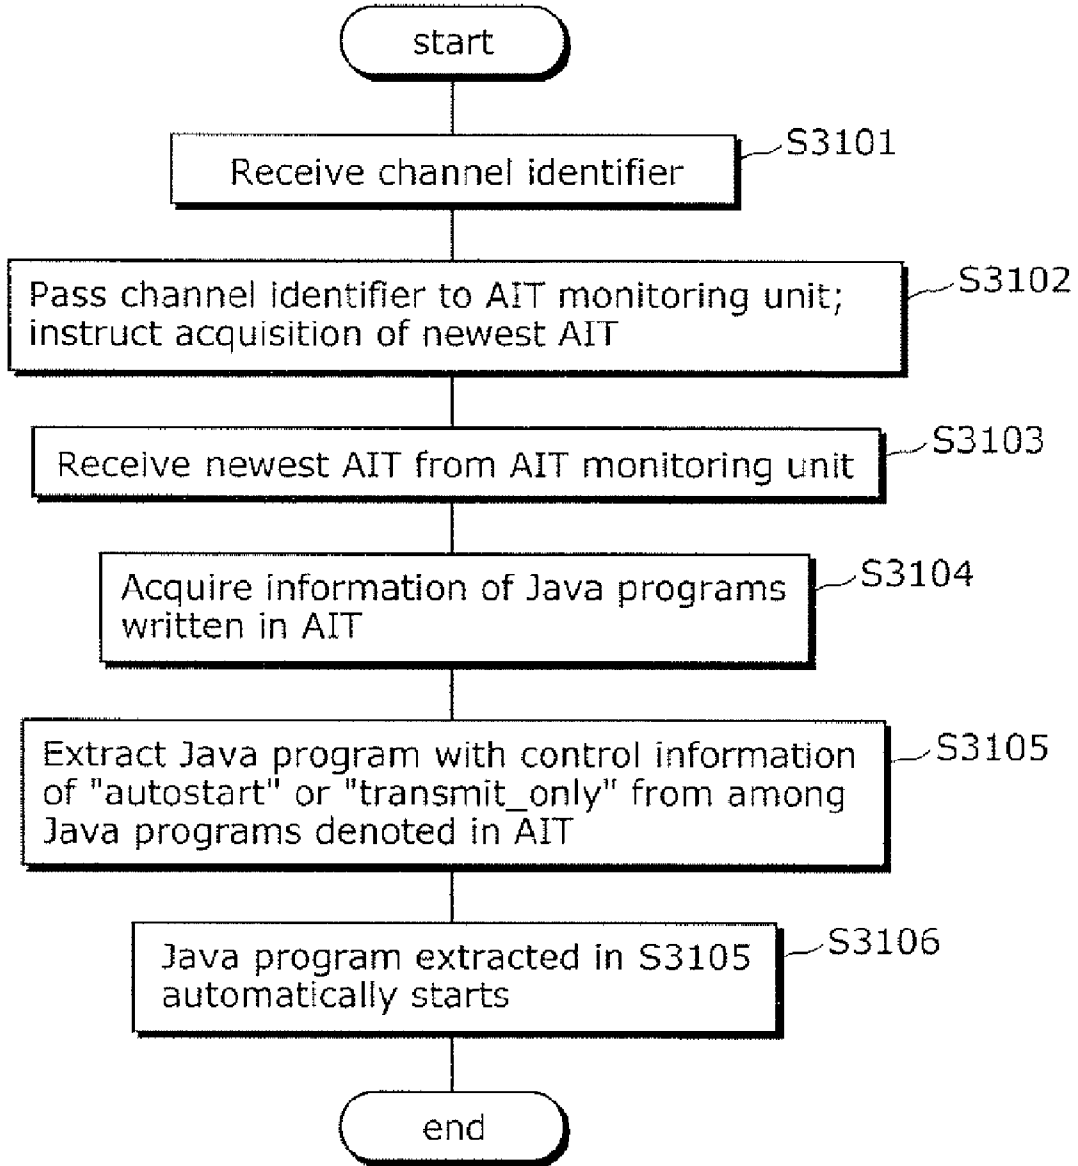 start
Receive channel identifier
S3101
Pass channel identifier to AIT monitoring unit;
instruct acquisition of newest AIT
S3102
Receive newest AIT from AIT monitoring unit
S3103
Acquire information of Java programs
written in AIT
S3104
Extract Java program with control information
of "autostart" or "transmit_only" from among
Java programs denoted in AIT
S3105
Java program extracted in S3105
automatically starts
S3106
end